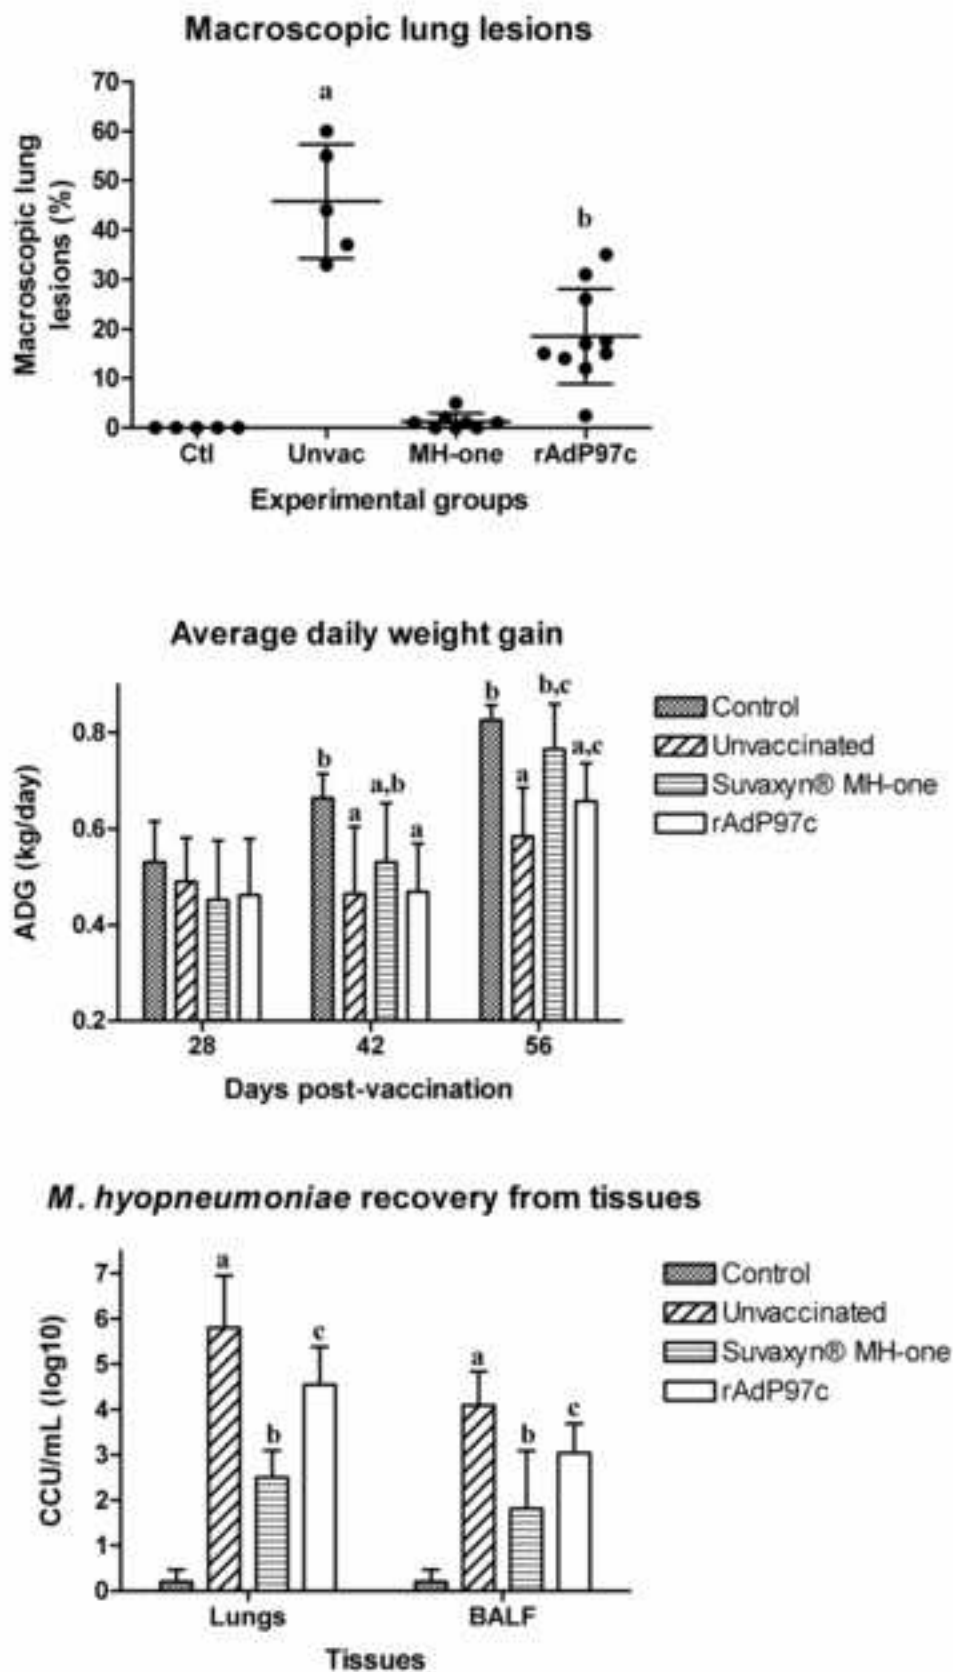 Macroscopic lung lesions
Macroscopic lung
lesions (%)
70
60
50
40
30
20
10
0
a
b
Ctl Unvac MH-one rAdP97c
Experimental groups
Average daily weight gain
ADG (kg/day)
0.8
0.6
0.4
0.2
b a a,b a
b a b,c a,c
28 42 56
Days post-vaccination
Control
Unvaccinated
Suvaxyn® MH-one
rAdP97c
M. hyopneumoniae recovery from tissues
CCU/mL (log10)
7
6
5
4
3
2
1
0
a b c
a b c
Lungs BALF
Tissues
Control
Unvaccinated
Suvaxyn® MH-one
rAdP97c